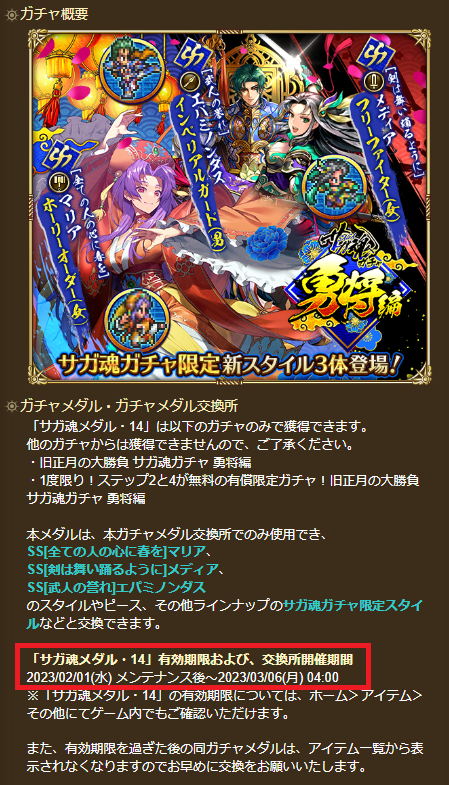 ガチャ概要
SS
[武人の誉れ]
エパミノンダス
インペリアルガード(男)
SS
[剣は舞い踊るように]
メディア
フリーファイター(女)
SS
[全ての人の心に春を]
マリア
ホーリーオーダー(女)
サガ魂
勇将編
サガ魂ガチャ限定新スタイル3体登場!
ガチャメダル・ガチャメダル交換所
「サガ魂メダル・14」は以下のガチャのみで獲得できます。
他のガチャからは獲得できませんので、ご了承ください。
・旧正月の大勝負 サガ魂ガチャ 勇将編
・1度限り!ステップ2と4が無料の有償限定ガチャ!旧正月の大勝負
サガ魂ガチャ 勇将編
本メダルは、本ガチャメダル交換所でのみ使用でき、
SS[全ての人の心に春を]マリア、
SS[剣は舞い踊るように]メディア、
SS[武人の誉れ]エパミノンダス
のスタイルやピース、その他ラインナップのサガ魂ガチャ限定スタイ
ルなどと交換できます。
「サガ魂メダル・14」有効期限および、交換所開催期間
2023/02/01(水) メンテナンス後~2023/03/06(月) 04:00
※「サガ魂メダル・14」の有効期限については、ホーム>アイテム>
その他にてゲーム内でもご確認いただけます。
また、有効期限を過ぎた後の同ガチャメダルは、アイテム一覧から表
示されなくなりますのでお早めに交換をお願いいたします。